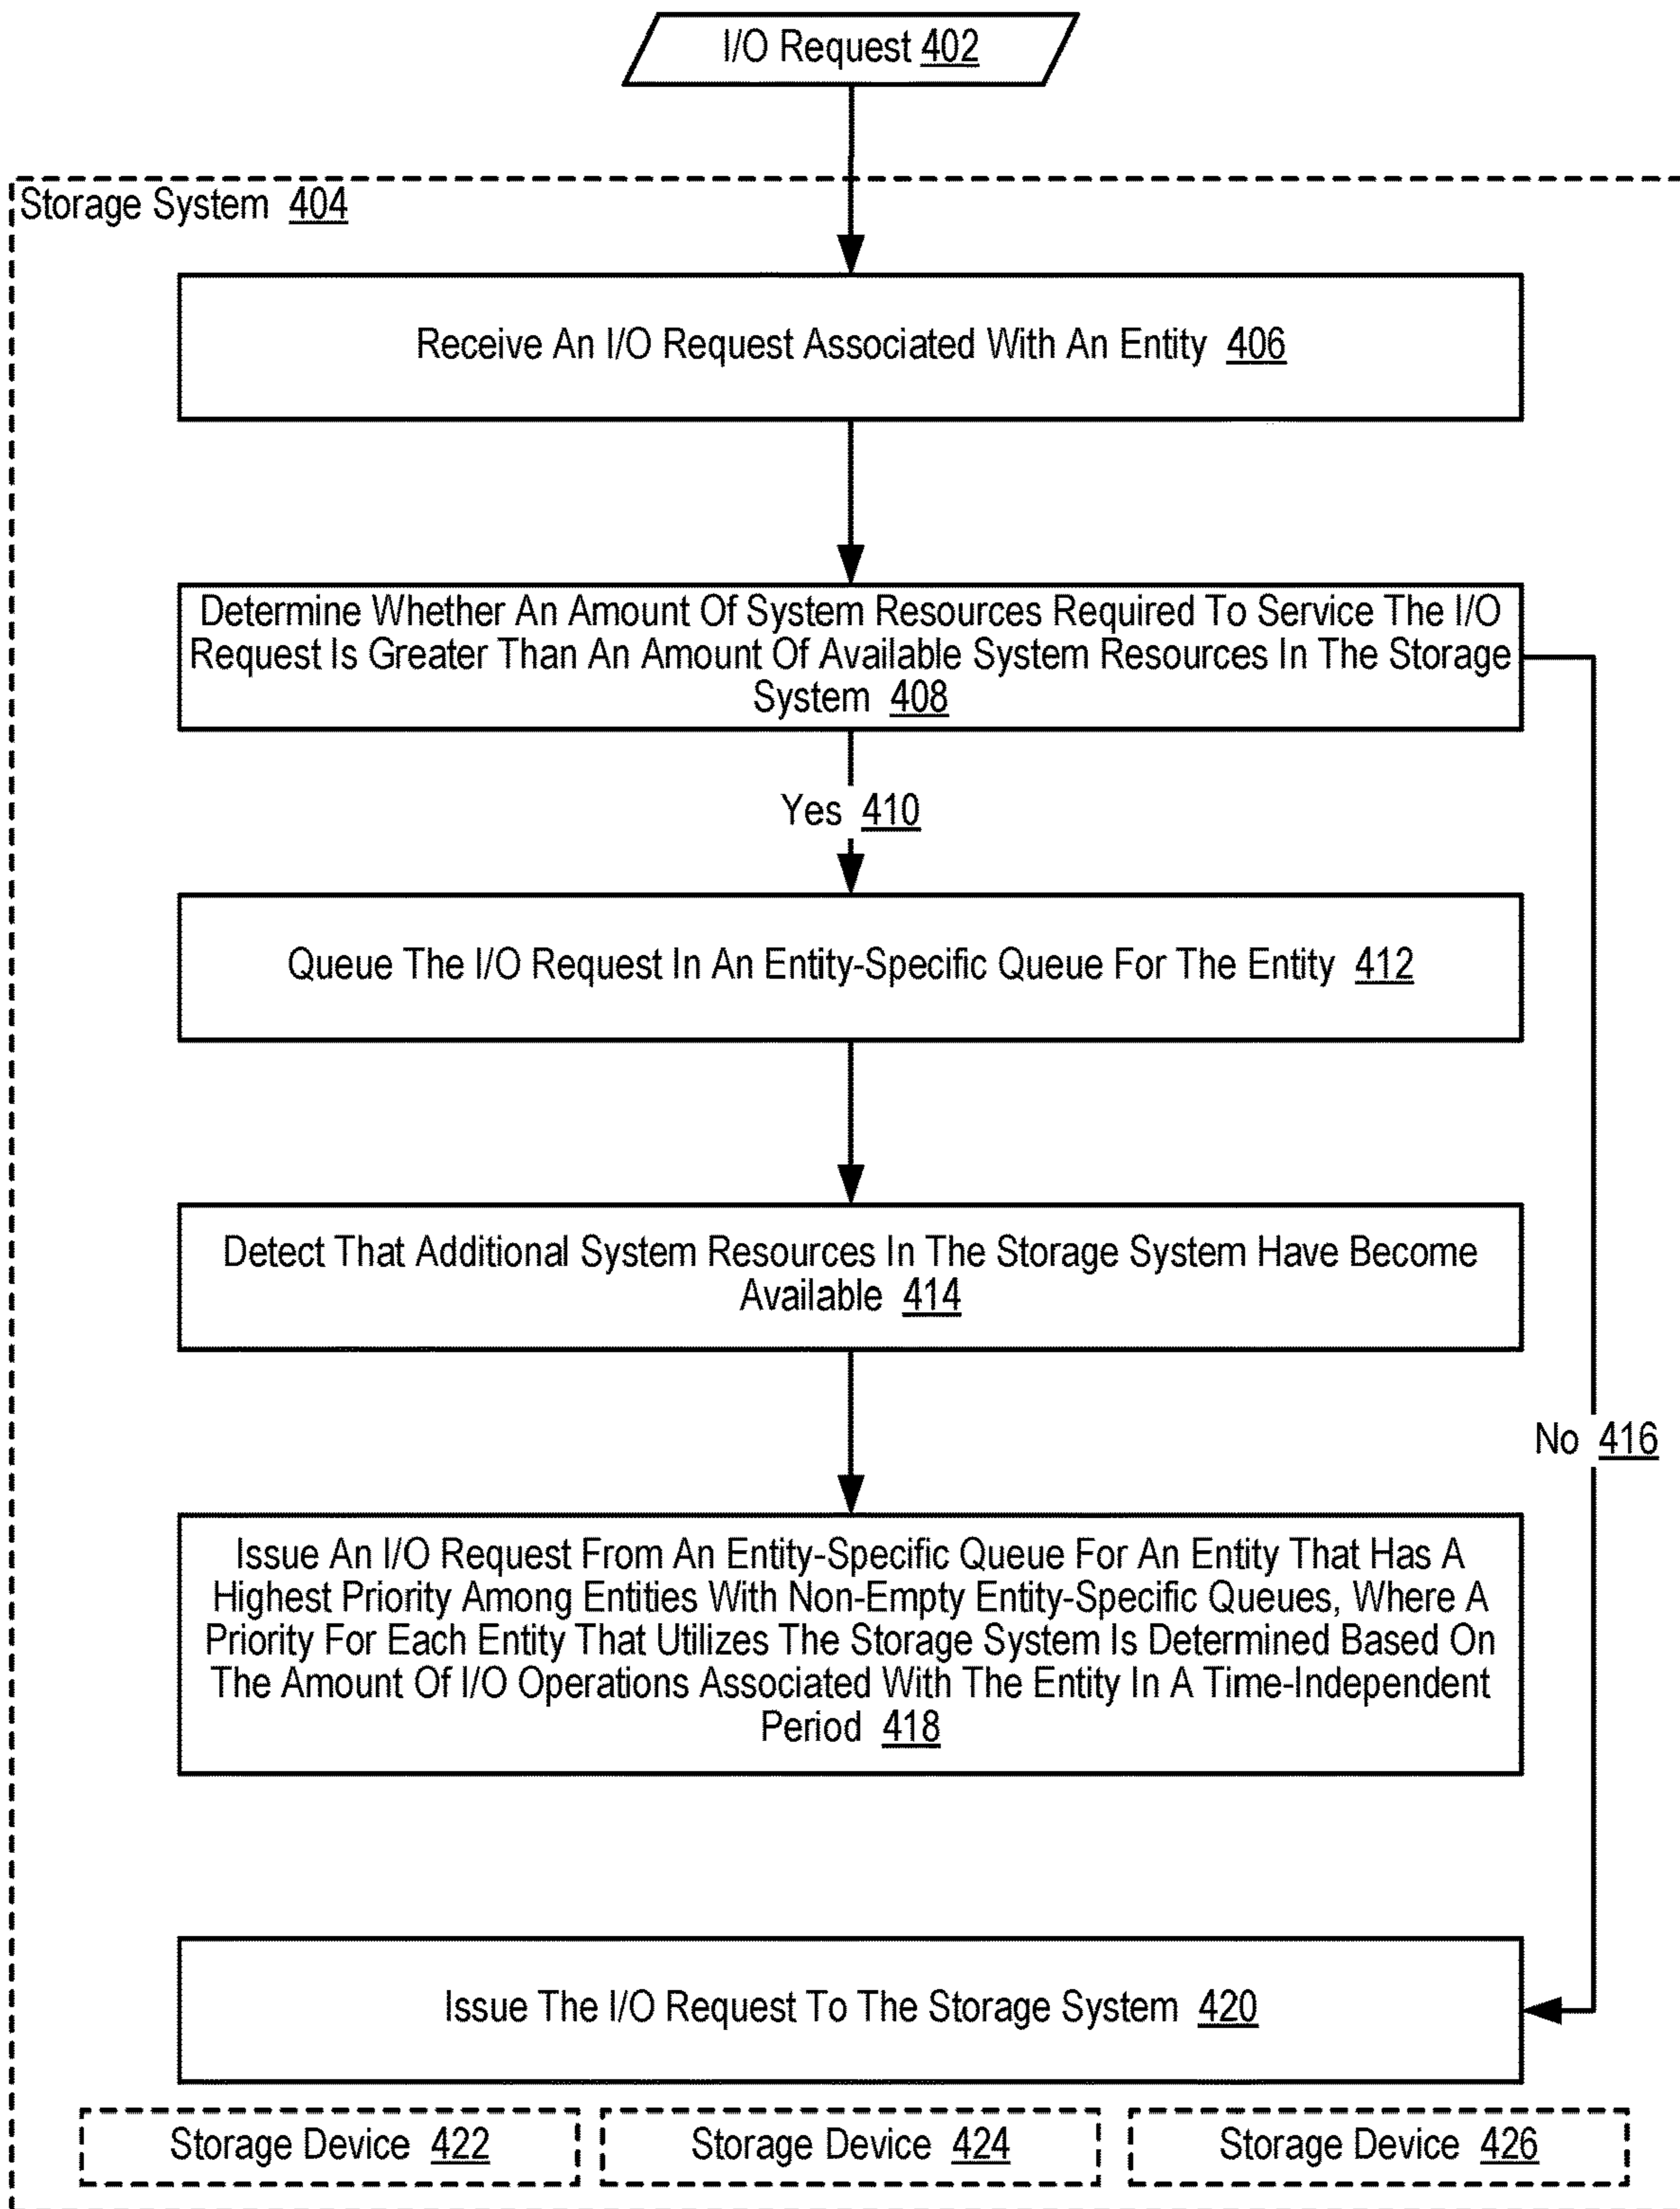 I/O Request 402
Storage System 404
Receive An I/O Request Associated With An Entity 406
Determine Whether An Amount Of System Resources Required To Service The I/O
Request Is Greater Than An Amount Of Available System Resources In The Storage
System 408
Yes 410
Queue The I/O Request In An Entity-Specific Queue For The Entity 412
Detect That Additional System Resources In The Storage System Have Become
Available 414
No 416
Issue An I/O Request From An Entity-Specific Queue For An Entity That Has A
Highest Priority Among Entities With Non-Empty Entity-Specific Queues, Where A
Priority For Each Entity That Utilizes The Storage System Is Determined Based On
The Amount Of I/O Operations Associated With The Entity In A Time-Independent
Period 418
Issue The I/O Request To The Storage System 420
Storage Device 422
Storage Device 424
Storage Device 426